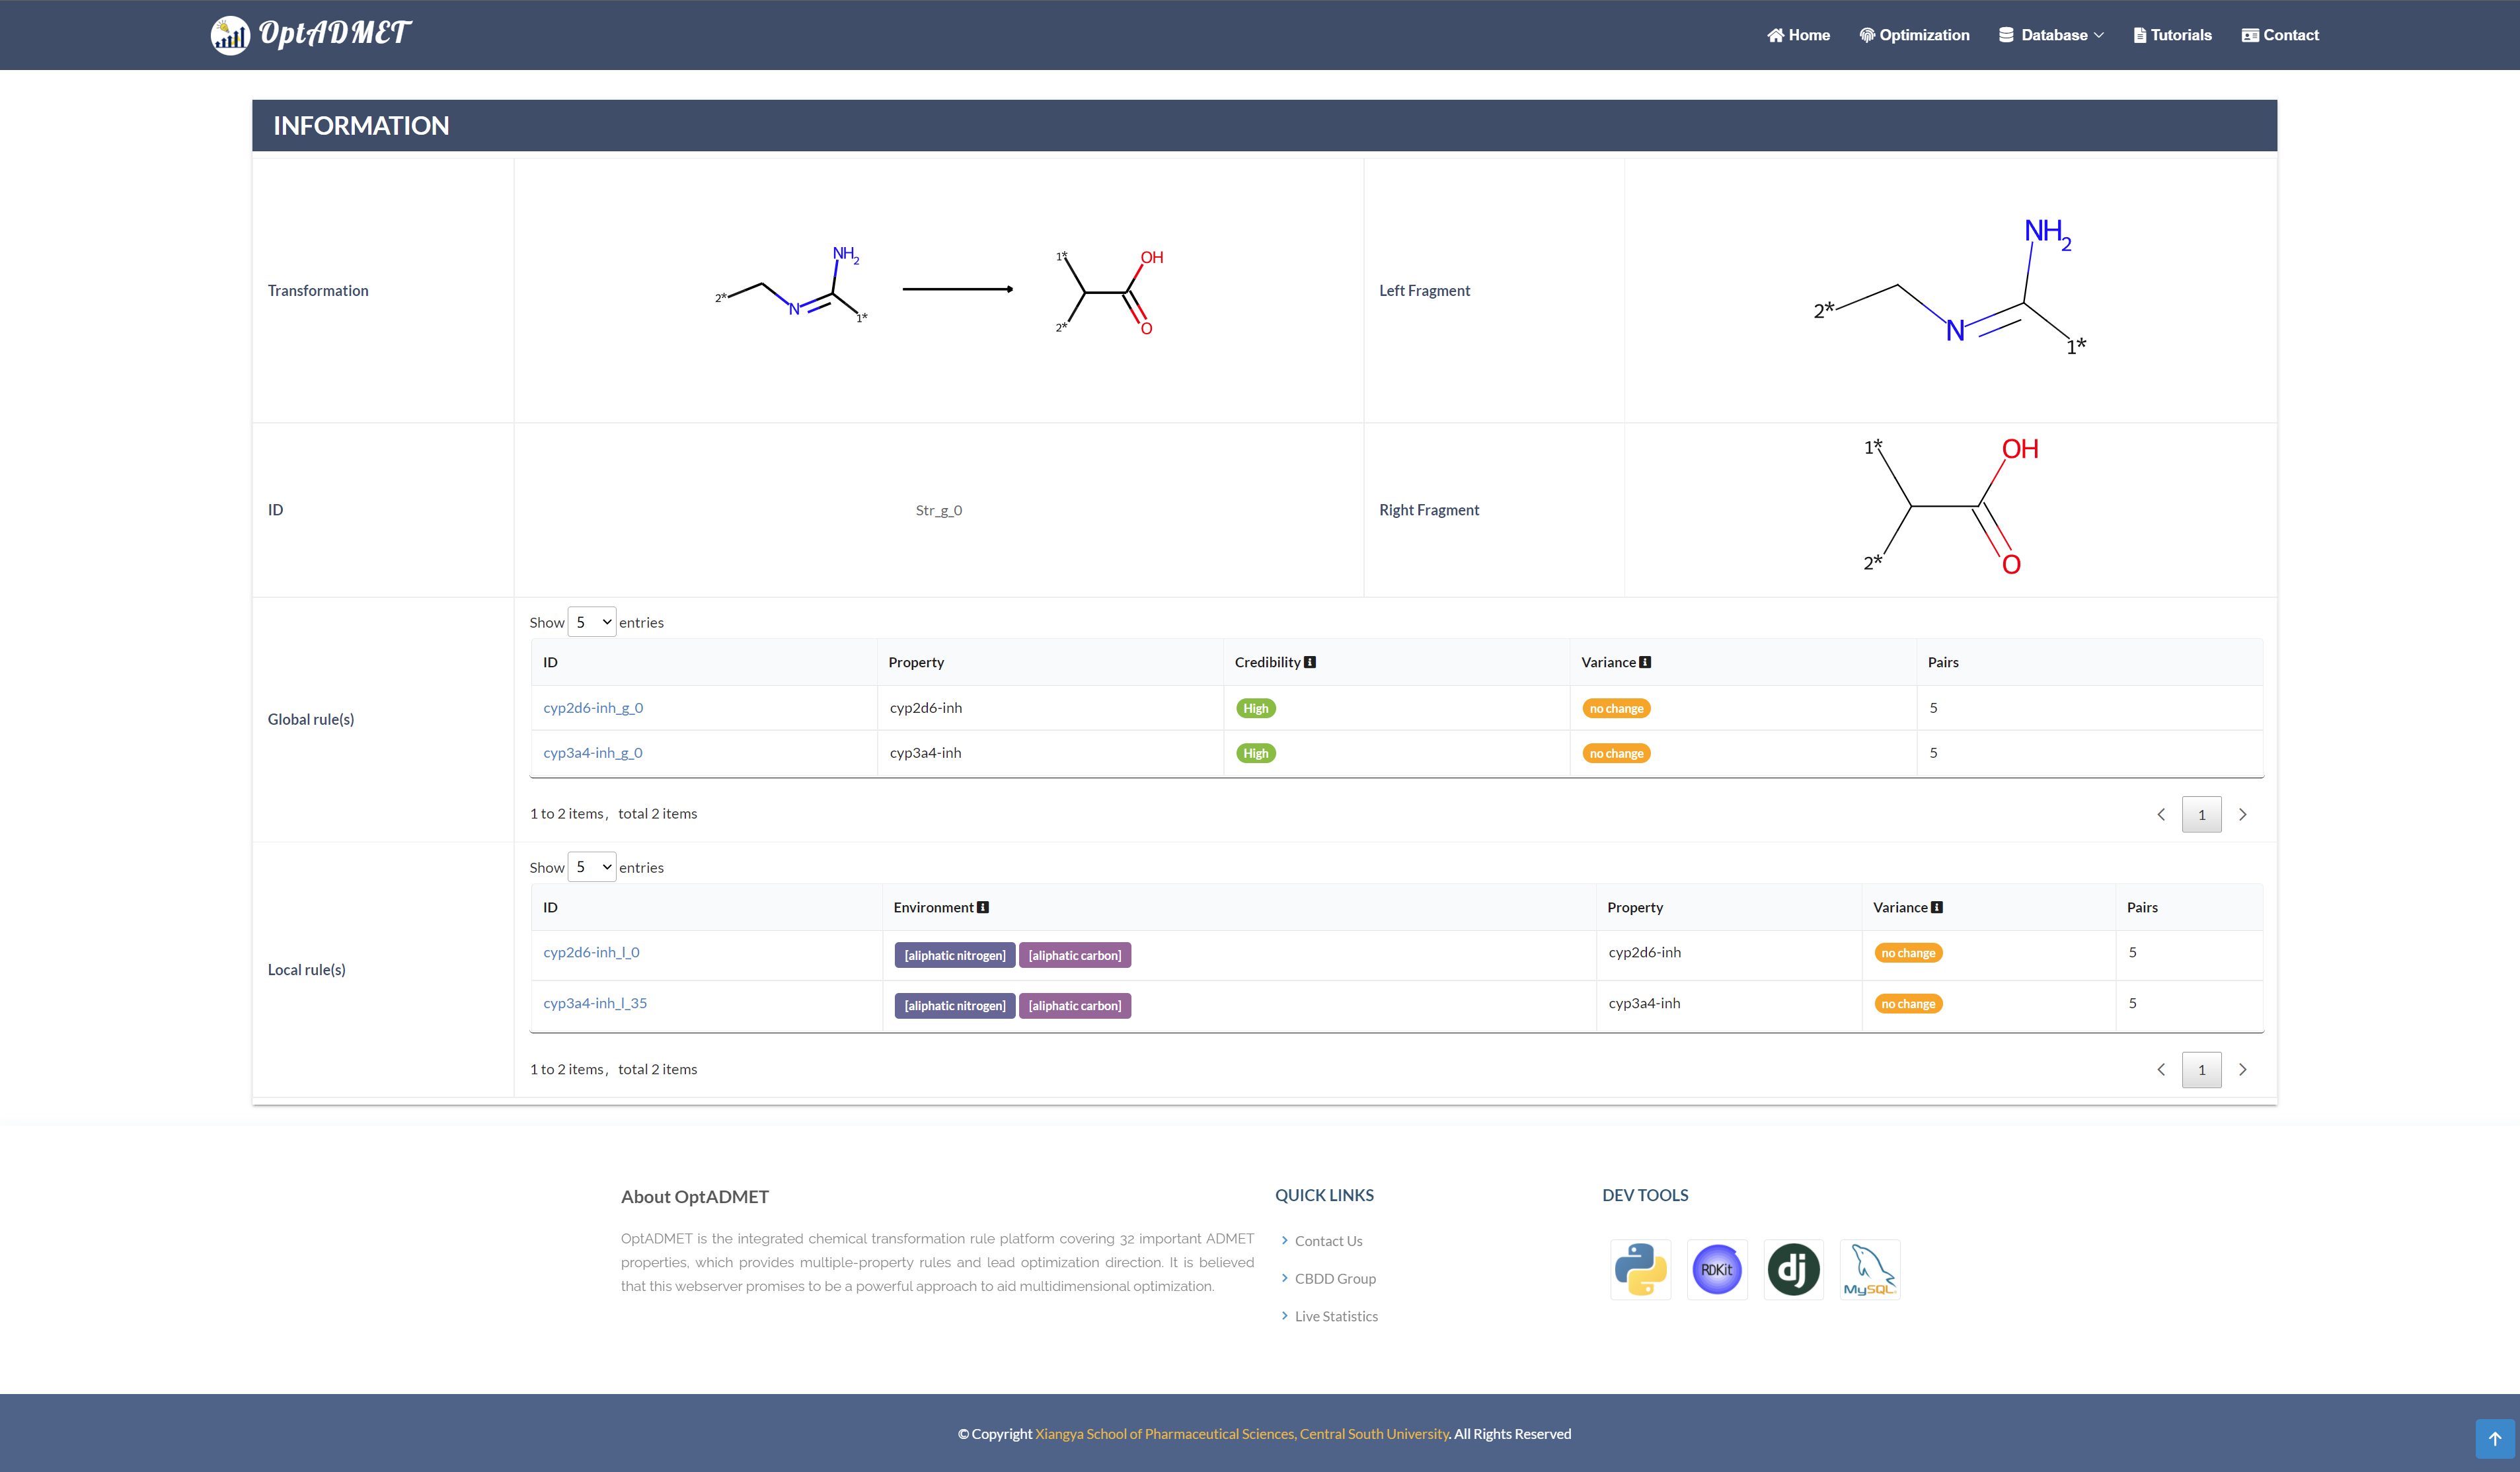 OptADMET
Home Optimization Database Tutorials Contact
INFORMATION
Transformation
2* N NH2 1* 1* 2* OH O
Left Fragment
2* N NH2 1*
ID
Str_g_0
Right Fragment
1* 2* OH O
Global rule(s)
Show 5 entries
ID Property Credibility Variance Pairs
cyp2d6-inh_g_0 cyp2d6-inh High no change 5
cyp3a4-inh_g_0 cyp3a4-inh High no change 5
1 to 2 items，total 2 items
1
Local rule(s)
Show 5 entries
ID Environment Property Variance Pairs
cyp2d6-inh_l_0 [aliphatic nitrogen] [aliphatic carbon] cyp2d6-inh no change 5
cyp3a4-inh_l_35 [aliphatic nitrogen] [aliphatic carbon] cyp3a4-inh no change 5
1 to 2 items，total 2 items
1
About OptADMET
OptADMET is the integrated chemical transformation rule platform covering 32 important ADMET
properties, which provides multiple-property rules and lead optimization direction. It is believed
that this webserver promises to be a powerful approach to aid multidimensional optimization.
QUICK LINKS
Contact Us
CBDD Group
Live Statistics
DEV TOOLS
RDKit
dj
MySQL
© Copyright Xiangya School of Pharmaceutical Sciences, Central South University. All Rights Reserved